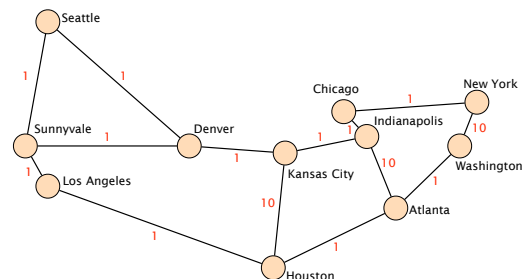 Seattle
1
1
New York
Chicago
1
Indianapolis
10
Sunnyvale
1
Denver
1
1
1
Kansas City
10
Washington
1
Los Angeles
1
10
Atlanta
1
1
Houston